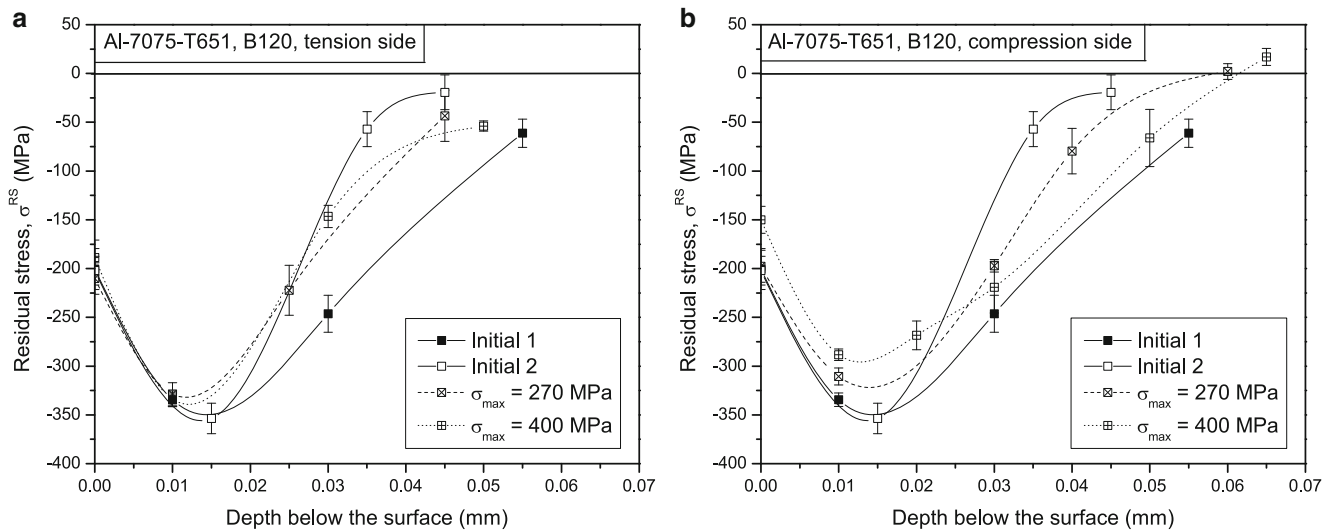 a
Al-7075-T651, B120, tension side
50
0
-50
-100
-150
-200
-250
-300
-350
-400
Residual stress, σRS (MPa)
Initial 1
Initial 2
σmax = 270 MPa
σmax = 400 MPa
0.00 0.01 0.02 0.03 0.04 0.05 0.06 0.07
Depth below the surface (mm)
b
Al-7075-T651, B120, compression side
50
0
-50
-100
-150
-200
-250
-300
-350
-400
Residual stress, σRS (MPa)
Initial 1
Initial 2
σmax = 270 MPa
σmax = 400 MPa
0.00 0.01 0.02 0.03 0.04 0.05 0.06 0.07
Depth below the surface (mm)